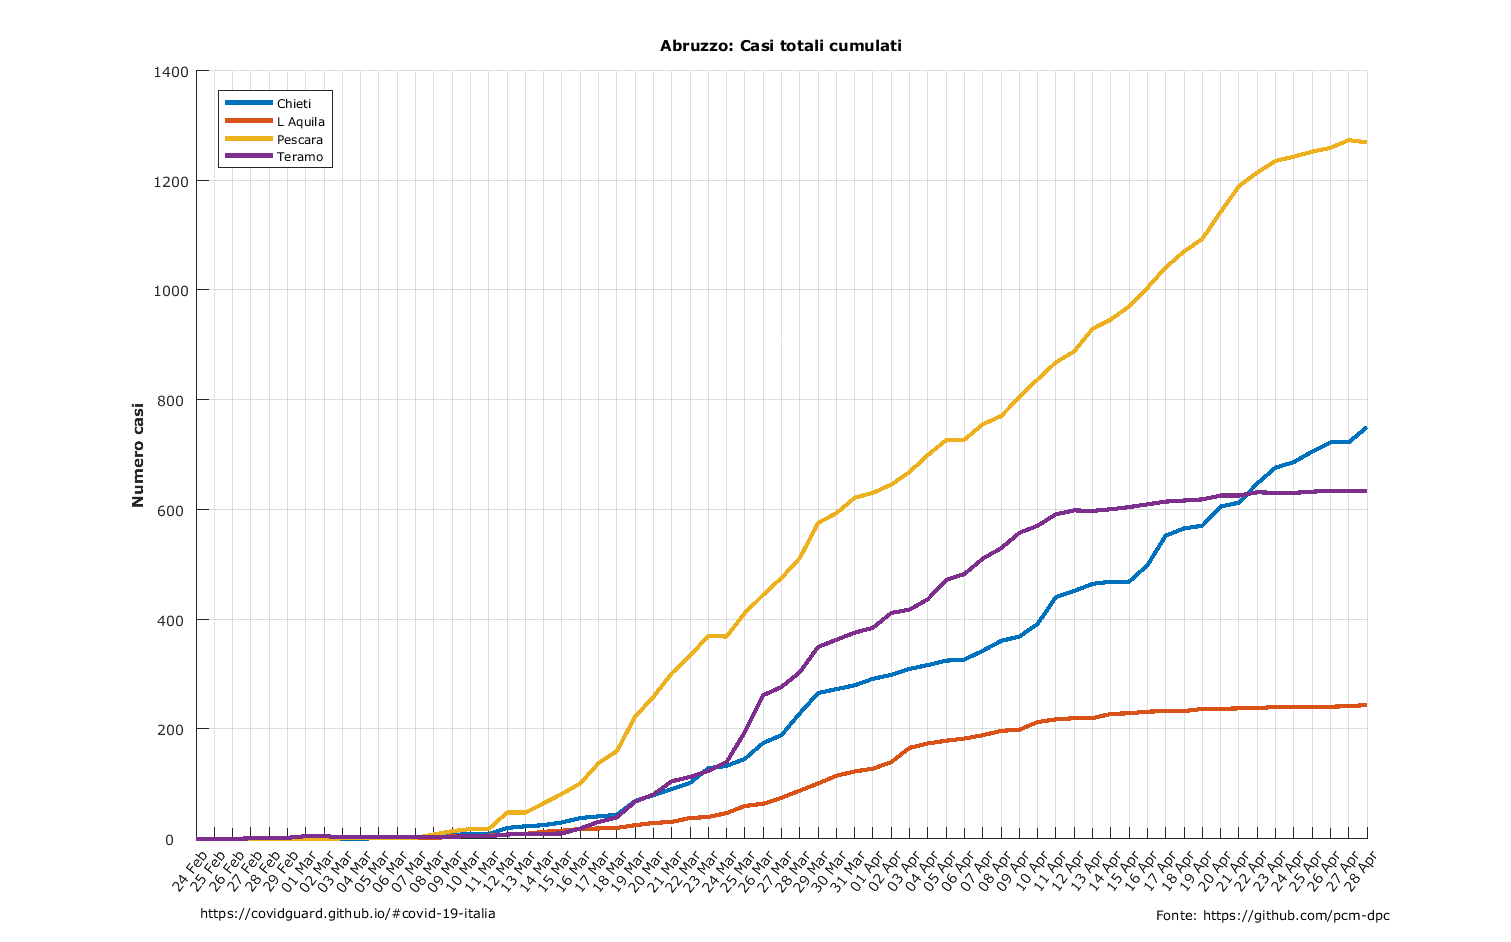 Abruzzo: Casi totali cumulati
1400
1200
1000
800
600
400
200
0
Numero casi
Chieti
L Aquila
Pescara
Teramo
24 Feb
25 Feb
26 Feb
27 Feb
28 Feb
29 Feb
01 Mar
02 Mar
03 Mar
04 Mar
05 Mar
06 Mar
07 Mar
08 Mar
09 Mar
10 Mar
11 Mar
12 Mar
13 Mar
14 Mar
15 Mar
16 Mar
17 Mar
18 Mar
19 Mar
20 Mar
21 Mar
22 Mar
23 Mar
24 Mar
25 Mar
26 Mar
27 Mar
28 Mar
29 Mar
30 Mar
31 Mar
01 Apr
02 Apr
03 Apr
04 Apr
05 Apr
06 Apr
07 Apr
08 Apr
09 Apr
10 Apr
11 Apr
12 Apr
13 Apr
14 Apr
15 Apr
16 Apr
17 Apr
18 Apr
19 Apr
20 Apr
21 Apr
22 Apr
23 Apr
24 Apr
25 Apr
26 Apr
27 Apr
28 Apr
https://covidguard.github.io/#covid-19-italia
Fonte: https://github.com/pcm-dpc